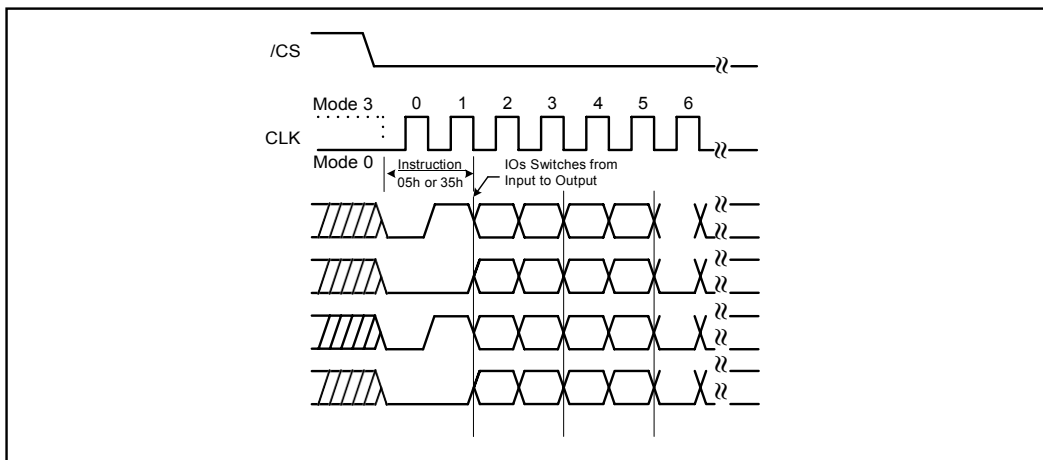 /CS
Mode 3
0 1 2 3 4 5 6
CLK
Mode 0
Instruction
05h or 35h
IOs Switches from
Input to Output